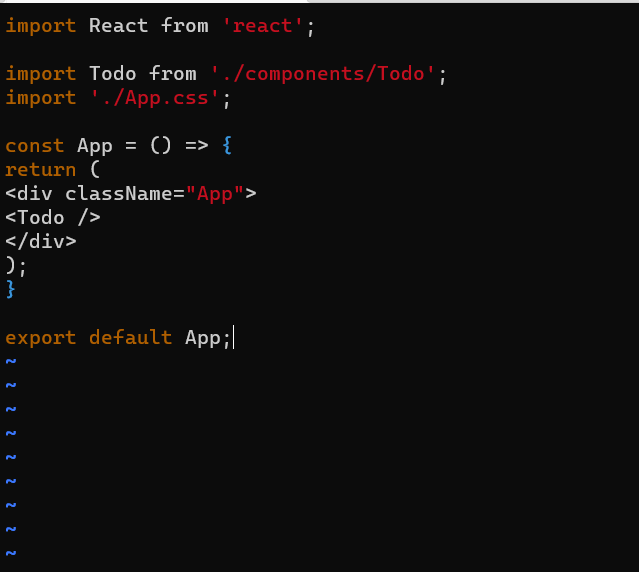 import React from 'react';
import Todo from './components/Todo';
import './App.css';
const App = () => {
return (
<div className="App">
<Todo />
</div>
);
}
export default App;
~
~
~
~
~
~
~
~
~